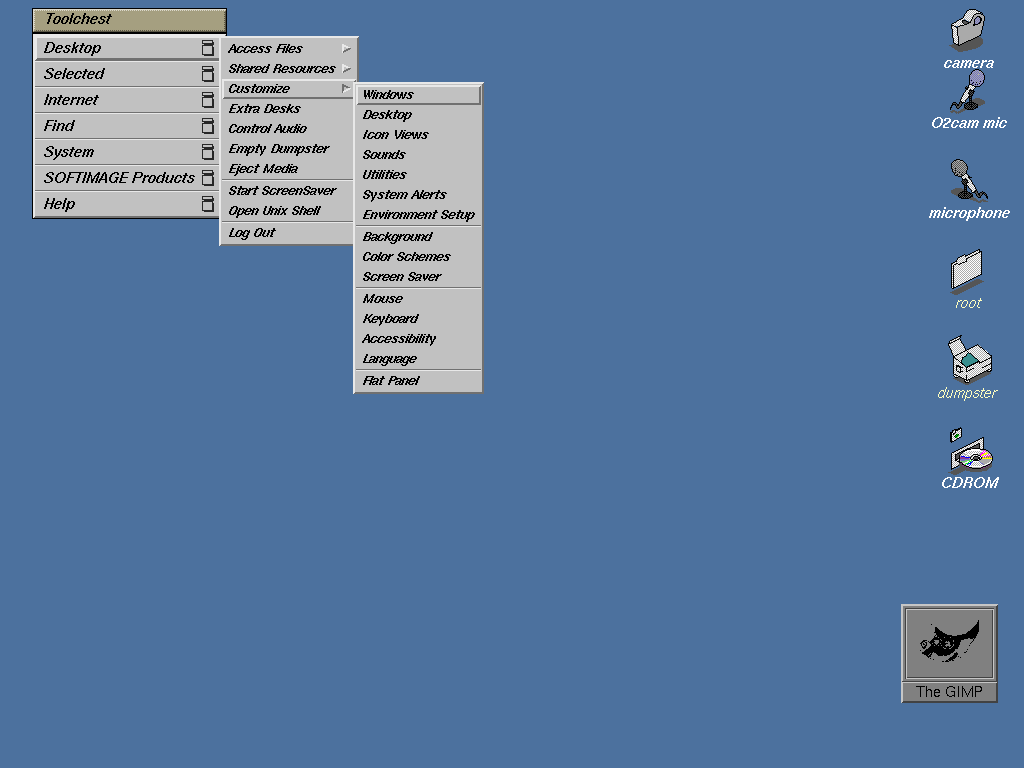 Toolchest
Desktop
Selected
Internet
Find
System
SOFTIMAGE Products
Help
Access Files
Shared Resources
Customize
Extra Desks
Control Audio
Empty Dumpster
Eject Media
Start ScreenSaver
Open Unix Shell
Log Out
Windows
Desktop
Icon Views
Sounds
Utilities
System Alerts
Environment Setup
Background
Color Schemes
Screen Saver
Mouse
Keyboard
Accessibility
Language
Flat Panel
camera
O2cam mic
microphone
root
dumpster
CDROM
The GIMP